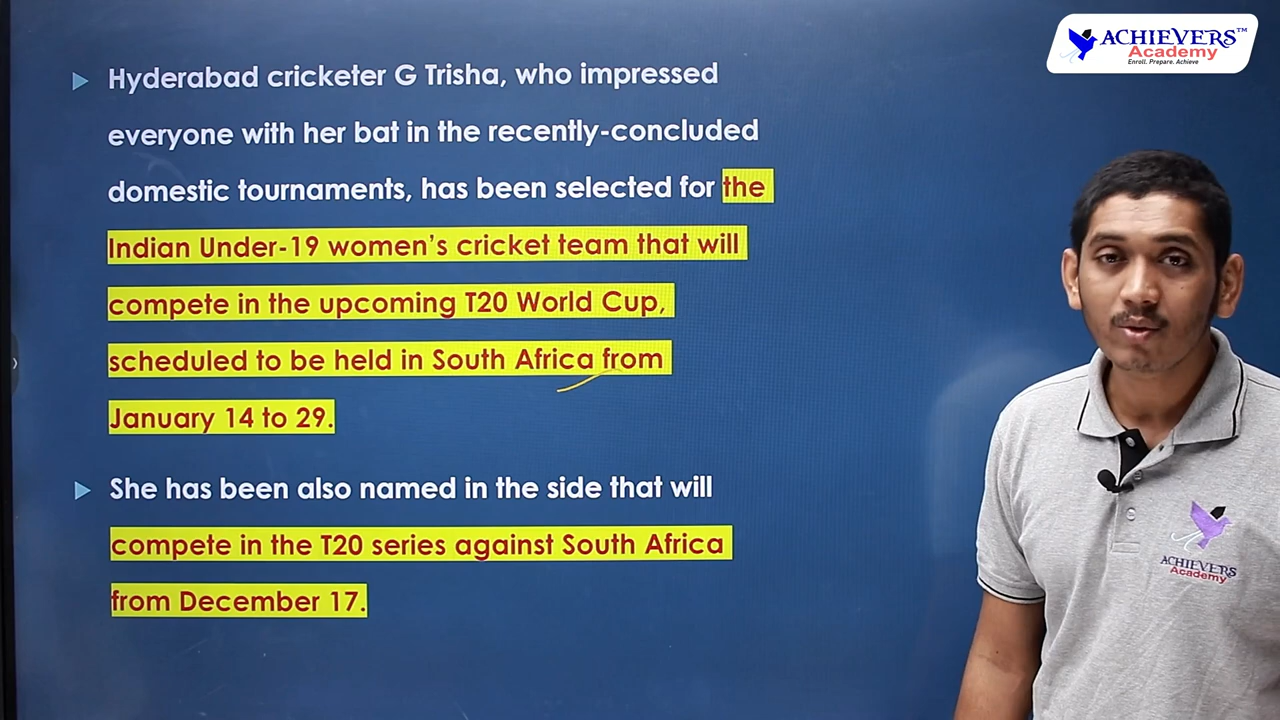 ACHIEVERS™
Academy
Enroll. Prepare. Achieve
Hyderabad cricketer G Trisha, who impressed
everyone with her bat in the recently-concluded
domestic tournaments, has been selected for the
Indian Under-19 women’s cricket team that will
compete in the upcoming T20 World Cup,
scheduled to be held in South Africa from
January 14 to 29.
She has been also named in the side that will
compete in the T20 series against South Africa
from December 17.
ACHIEVERS
Academy